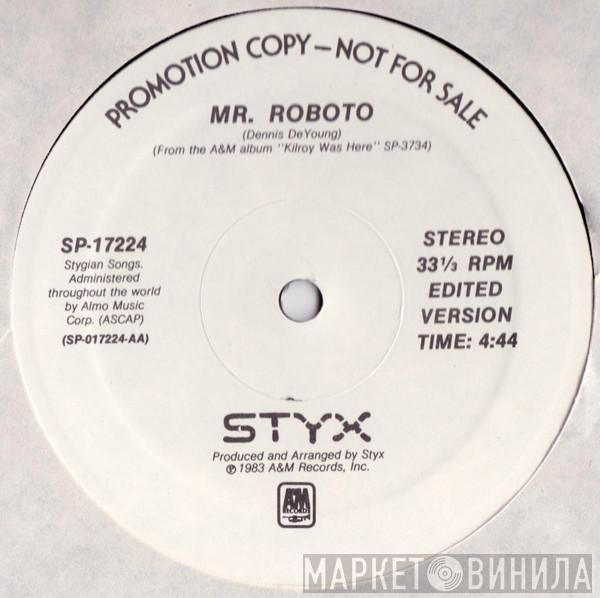 PROMOTION COPY—NOT FOR SALE
MR. ROBOTO
(Dennis DeYoung)
(From the A&M album "Kilroy Was Here" SP-3734)
SP-17224
Stygian Songs.
Administered
throughout the world
by Almo Music
Corp. (ASCAP)
(SP-017224-AA)
STEREO
33⅓ RPM
EDITED
VERSION
TIME: 4:44
STYX
Produced and Arranged by Styx
℗ 1983 A&M Records, Inc.
A&M
RECORDS
МАРКЕТ ВИНИЛА